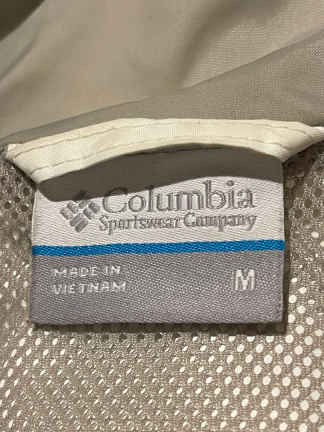 Columbia
Sportswear Company
MADE IN
VIETNAM
M